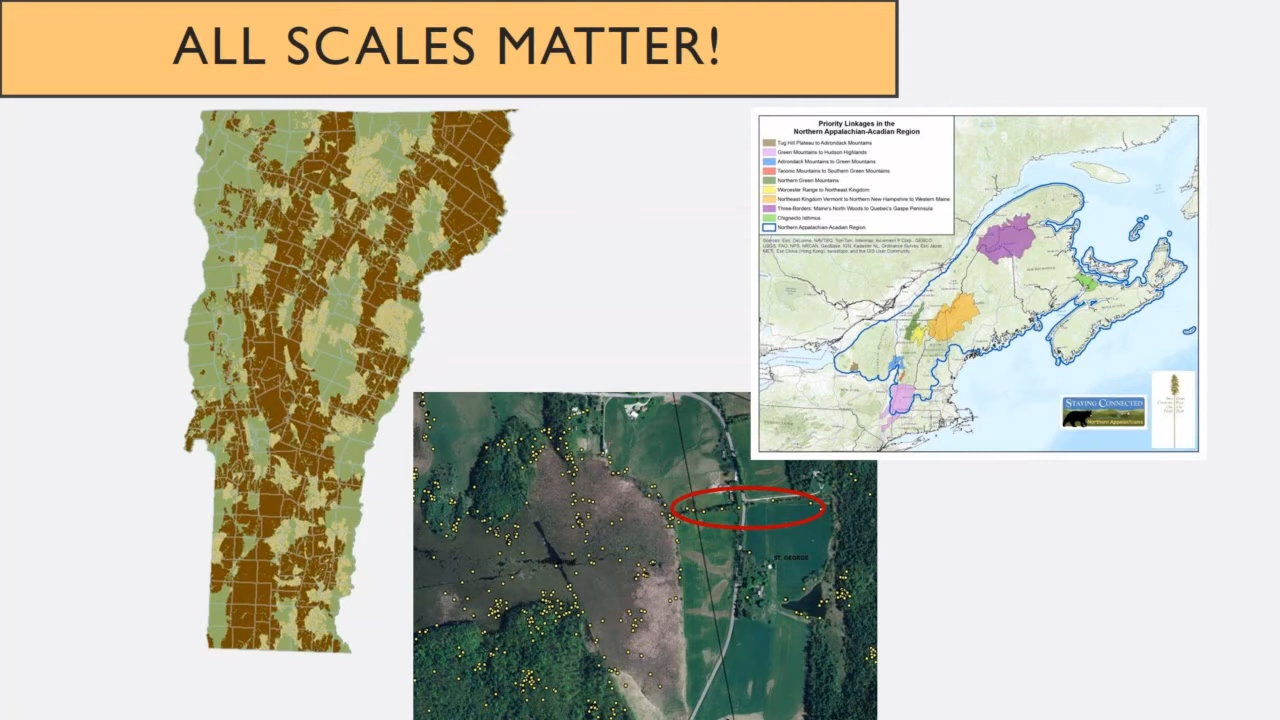 ALL SCALES MATTER!
Priority Linkages in the
Northern Appalachian-Acadian Region
Tug Hill Plateau to Adirondack Mountains
Green Mountains to Hudson Highlands
Adirondack Mountains to Green Mountains
Taconic Mountains to Southern Green Mountains
Northern Green Mountains
Worcester Range to Northeast Kingdom
Northeast Kingdom Vermont to Northern New Hampshire to Western Maine
Three-Borders: Maine's North Woods to Quebec's Gaspe Peninsula
Chignecto Isthmus
Northern Appalachian-Acadian Region
STAYING CONNECTED
Northern Appalachians
ST. GEORGE